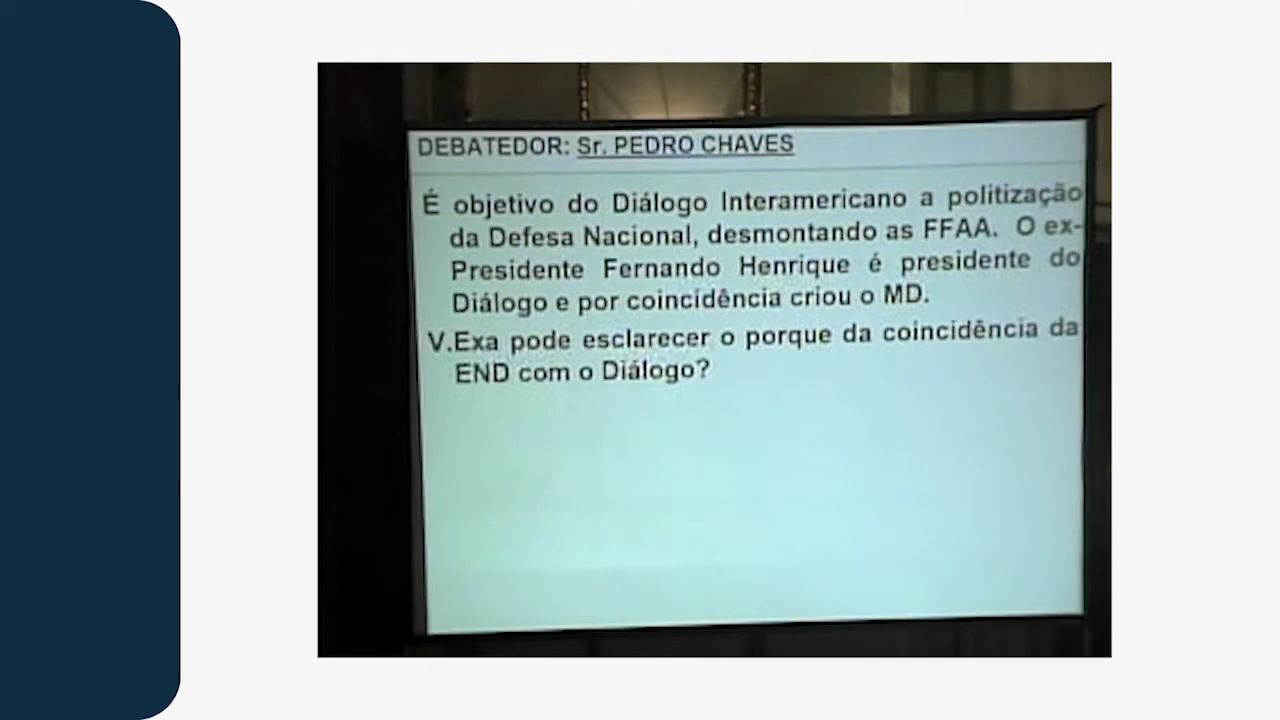 DEBATEDOR: Sr. PEDRO CHAVES
É objetivo do Diálogo Interamericano a politização
da Defesa Nacional, desmontando as FFAA. O ex-
Presidente Fernando Henrique é presidente do
Diálogo e por coincidência criou o MD.
V.Exa pode esclarecer o porque da coincidência da
END com o Diálogo?